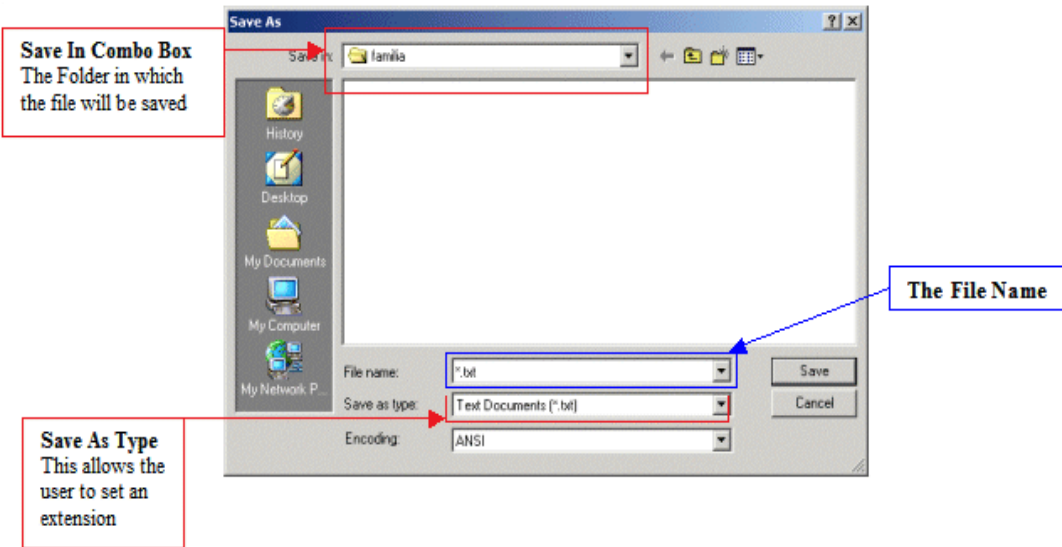 Save As
Save In Combo Box
The Folder in which
the file will be saved
Save in:
familia
History
Desktop
My Documents
My Computer
My Network P...
The File Name
File name:
*.txt
Save
Save as type:
Text Documents (*.txt)
Cancel
Encoding:
ANSI
Save As Type
This allows the
user to set an
extension